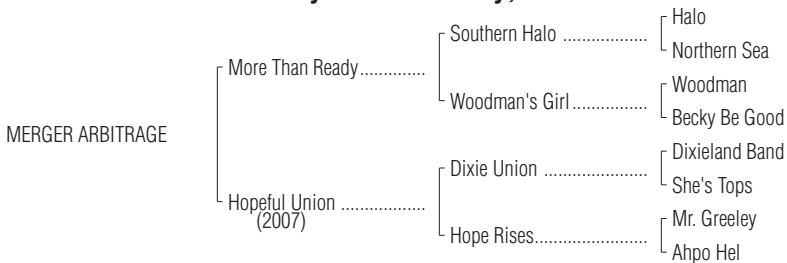 Halo
Southern Halo ..................
Northern Sea
More Than Ready..............
Woodman
Woodman's Girl................
Becky Be Good
MERGER ARBITRAGE
Dixieland Band
Dixie Union ......................
She's Tops
Hopeful Union ..................
(2007)
Mr. Greeley
Hope Rises........................
Ahpo Hel